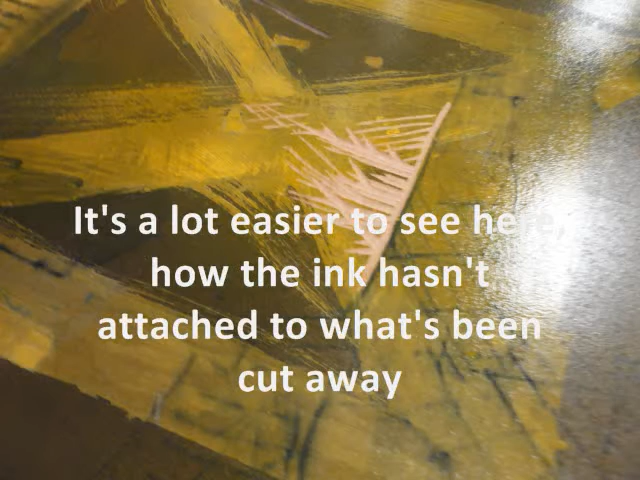 It's a lot easier to see here,
how the ink hasn't
attached to what's been
cut away